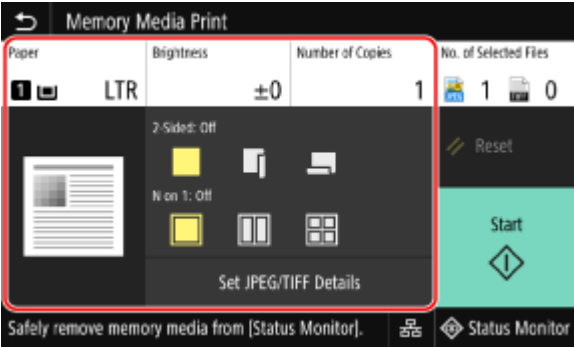 Memory Media Print
Paper
Brightness
Number of Copies
No. of Selected Files
1 LTR
±0
1
1
0
2-Sided: Off
N on 1: Off
Reset
Set JPEG/TIFF Details
Start
Safely remove memory media from [Status Monitor].
Status Monitor